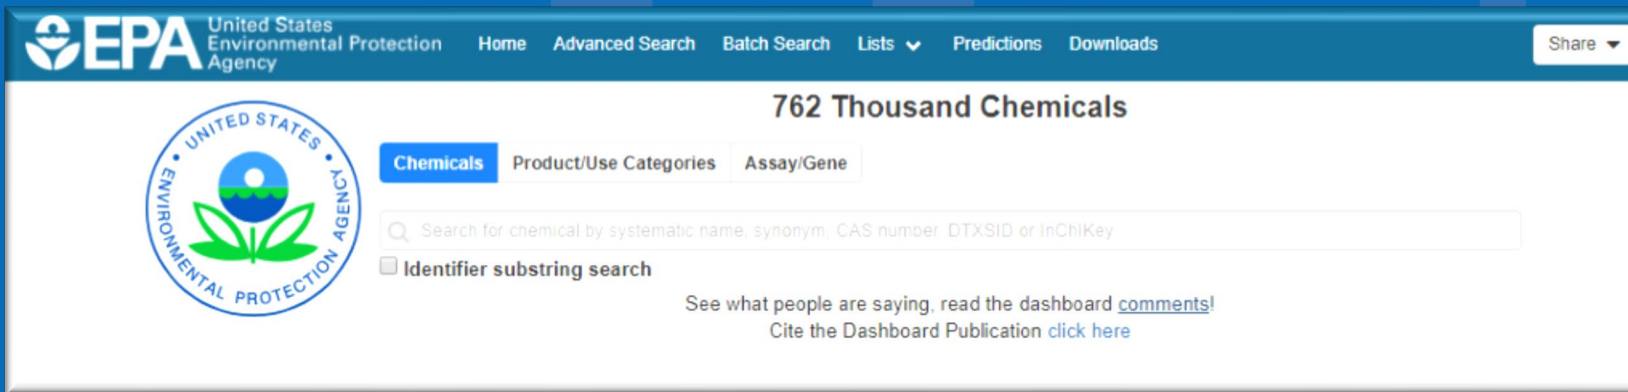 EPA United States
Environmental Protection
Agency
Home Advanced Search Batch Search Lists Predictions Downloads
Share
762 Thousand Chemicals
UNITED STATES • ENVIRONMENTAL PROTECTION AGENCY •
Chemicals Product/Use Categories Assay/Gene
Search for chemical by systematic name, synonym, CAS number, DTXSID or InChIKey
Identifier substring search
See what people are saying, read the dashboard comments!
Cite the Dashboard Publication click here